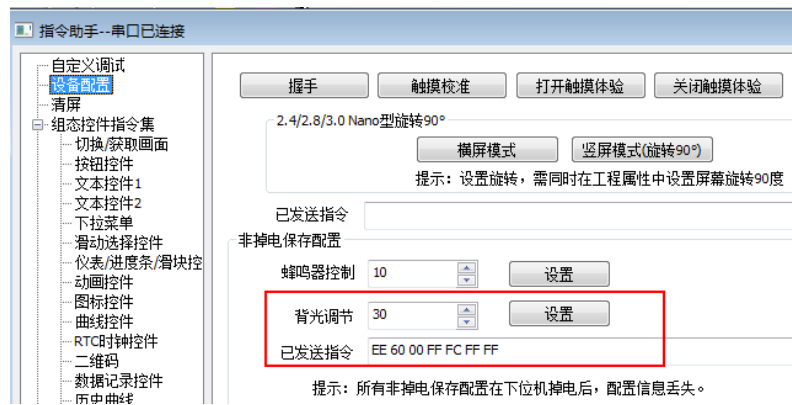 指令助手--串口已连接
自定义调试
设备配置
清屏
组态控件指令集
切换/获取画面
按钮控件
文本控件1
文本控件2
下拉菜单
滑动选择控件
仪表/进度条/滑块控
动画控件
图标控件
曲线控件
RTC时钟控件
二维码
数据记录控件
历史曲线
握手 触摸校准 打开触摸体验 关闭触摸体验
2.4/2.8/3.0 Nano型旋转90°
横屏模式 竖屏模式(旋转90°)
提示：设置旋转，需同时在工程属性中设置屏幕旋转90度
已发送指令
非掉电保存配置
蜂鸣器控制 10 设置
背光调节 30 设置
已发送指令 EE 60 00 FF FC FF FF
提示：所有非掉电保存配置在下位机掉电后，配置信息丢失。